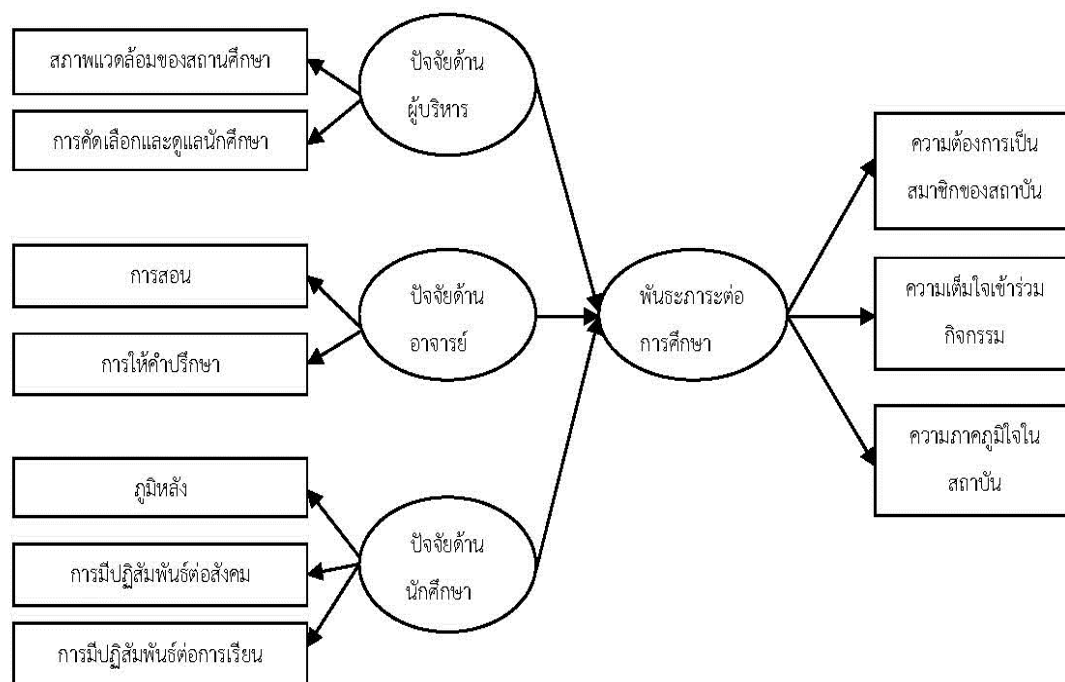 สภาพแวดล้อมของสถานศึกษา
การคัดเลือกและดูแลนักศึกษา
ปัจจัยด้าน
ผู้บริหาร
การสอน
การให้คำปรึกษา
ปัจจัยด้าน
อาจารย์
ภูมิหลัง
การมีปฏิสัมพันธ์ต่อสังคม
การมีปฏิสัมพันธ์ต่อการเรียน
ปัจจัยด้าน
นักศึกษา
พันธะภาระต่อ
การศึกษา
ความต้องการเป็น
สมาชิกของสถาบัน
ความเต็มใจเข้าร่วม
กิจกรรม
ความภาคภูมิใจใน
สถาบัน